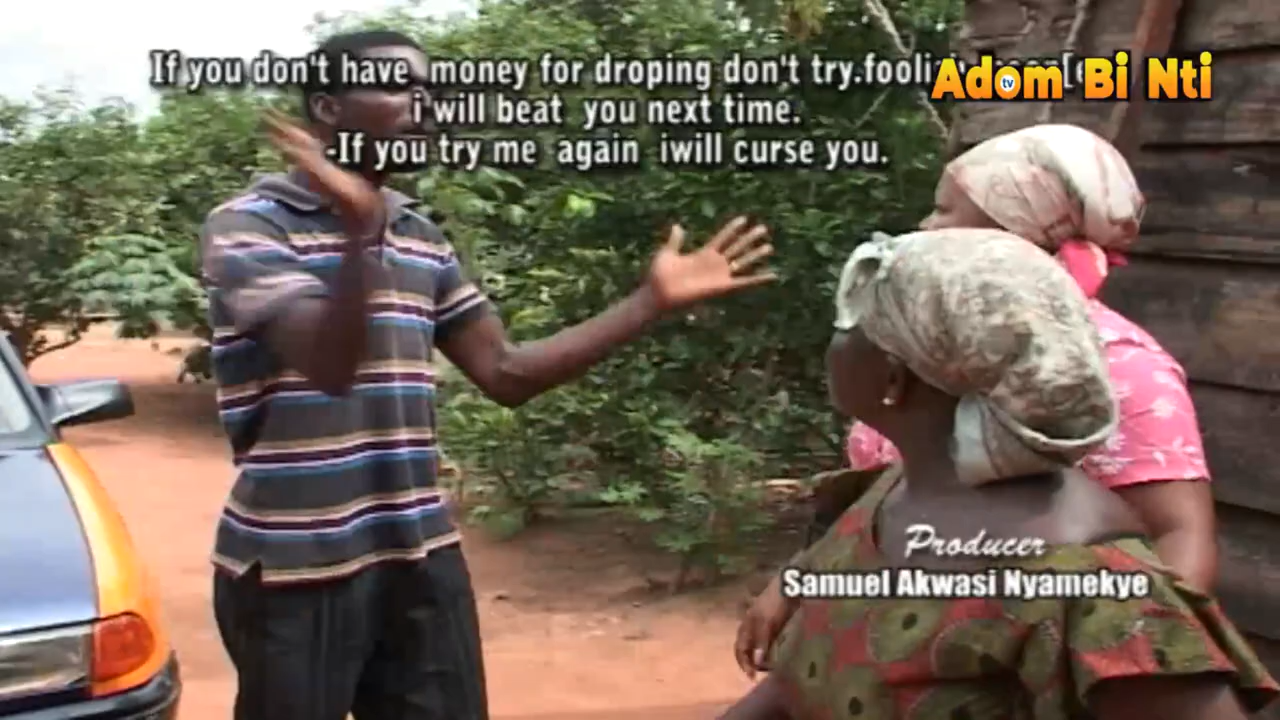 If you don't have money for droping don't try.
Adom Bi Nti
tv
i will beat you next time.
-If you try me again iwill curse you.
Producer
Samuel Akwasi Nyamekye